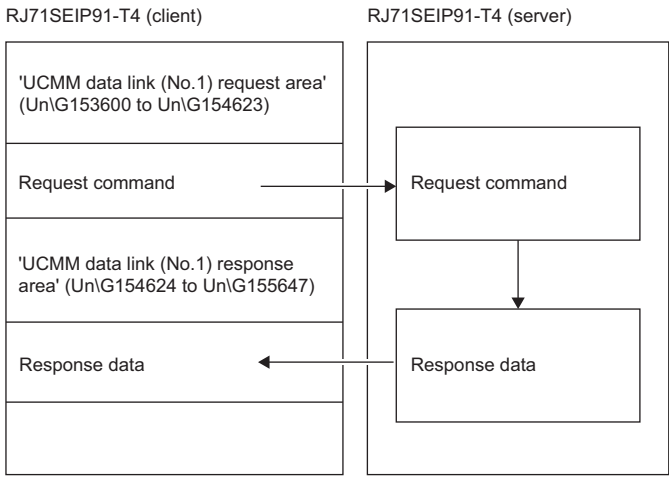 RJ71SEIP91-T4 (client)
RJ71SEIP91-T4 (server)
'UCMM data link (No.1) request area'
(Un\G153600 to Un\G154623)
Request command
Request command
'UCMM data link (No.1) response
area' (Un\G154624 to Un\G155647)
Response data
Response data